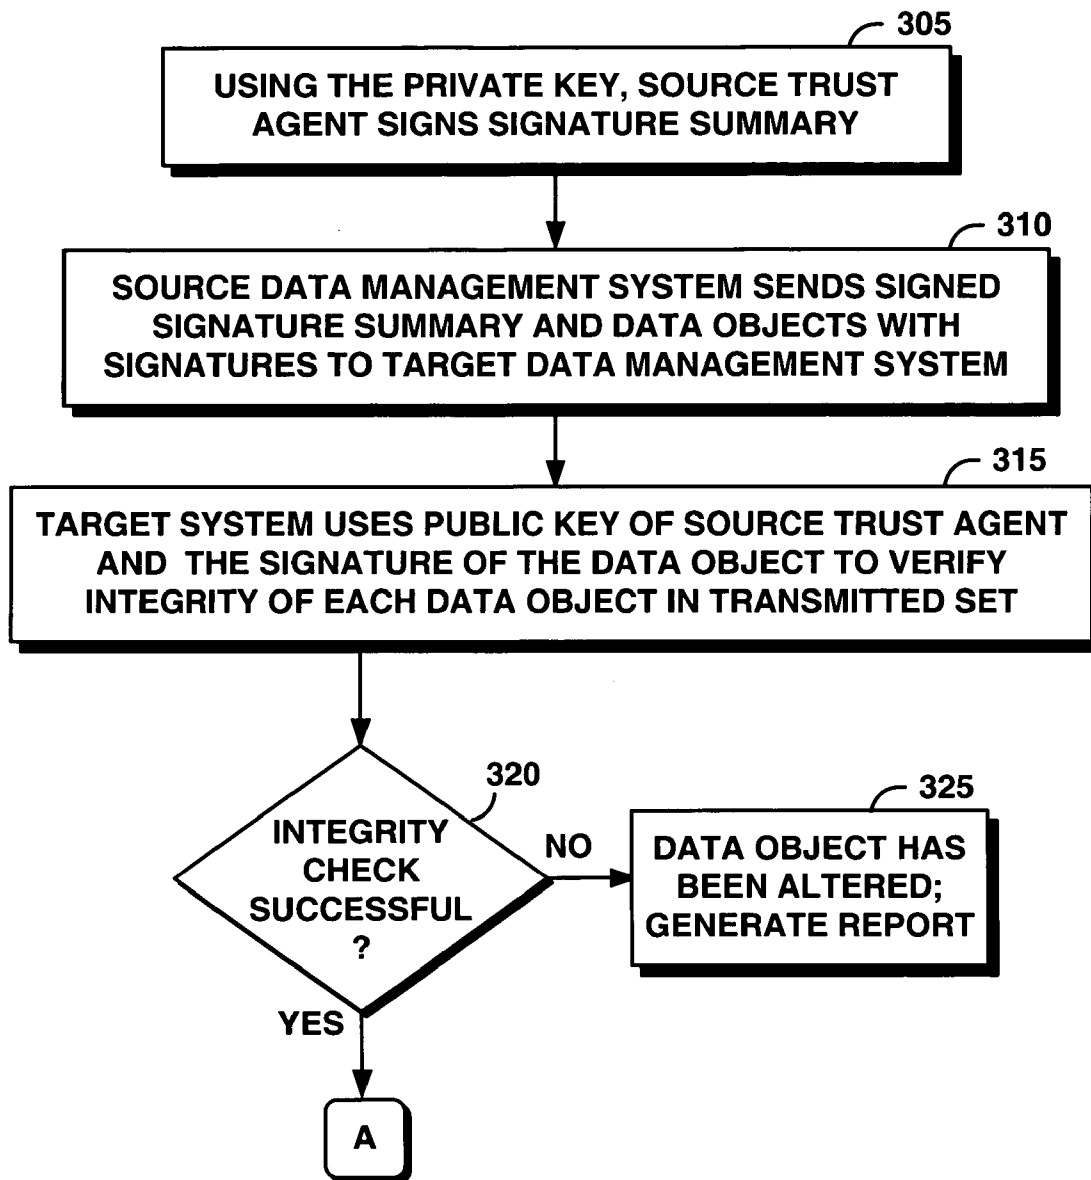 305
USING THE PRIVATE KEY, SOURCE TRUST
AGENT SIGNS SIGNATURE SUMMARY
310
SOURCE DATA MANAGEMENT SYSTEM SENDS SIGNED
SIGNATURE SUMMARY AND DATA OBJECTS WITH
SIGNATURES TO TARGET DATA MANAGEMENT SYSTEM
315
TARGET SYSTEM USES PUBLIC KEY OF SOURCE TRUST AGENT
AND THE SIGNATURE OF THE DATA OBJECT TO VERIFY
INTEGRITY OF EACH DATA OBJECT IN TRANSMITTED SET
320
INTEGRITY
CHECK
SUCCESSFUL
?
NO
325
DATA OBJECT HAS
BEEN ALTERED;
GENERATE REPORT
YES
A